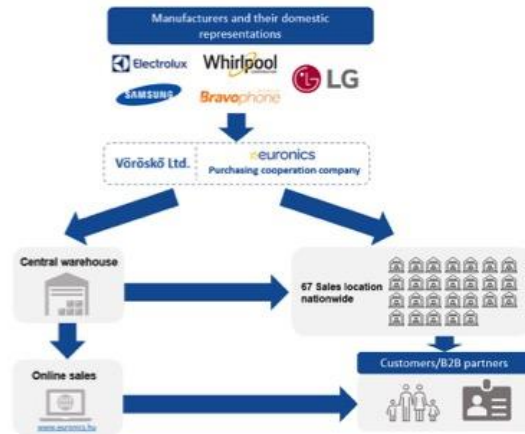 Manufacturers and their domestic
representations
Electrolux
Whirlpool
CORPORATION
LG
SAMSUNG
Bravophone
Vöröskő Ltd.
euronics
Purchasing cooperation company
Central warehouse
67 Sales location
nationwide
Online sales
www.euronics.hu
Customers/B2B partners